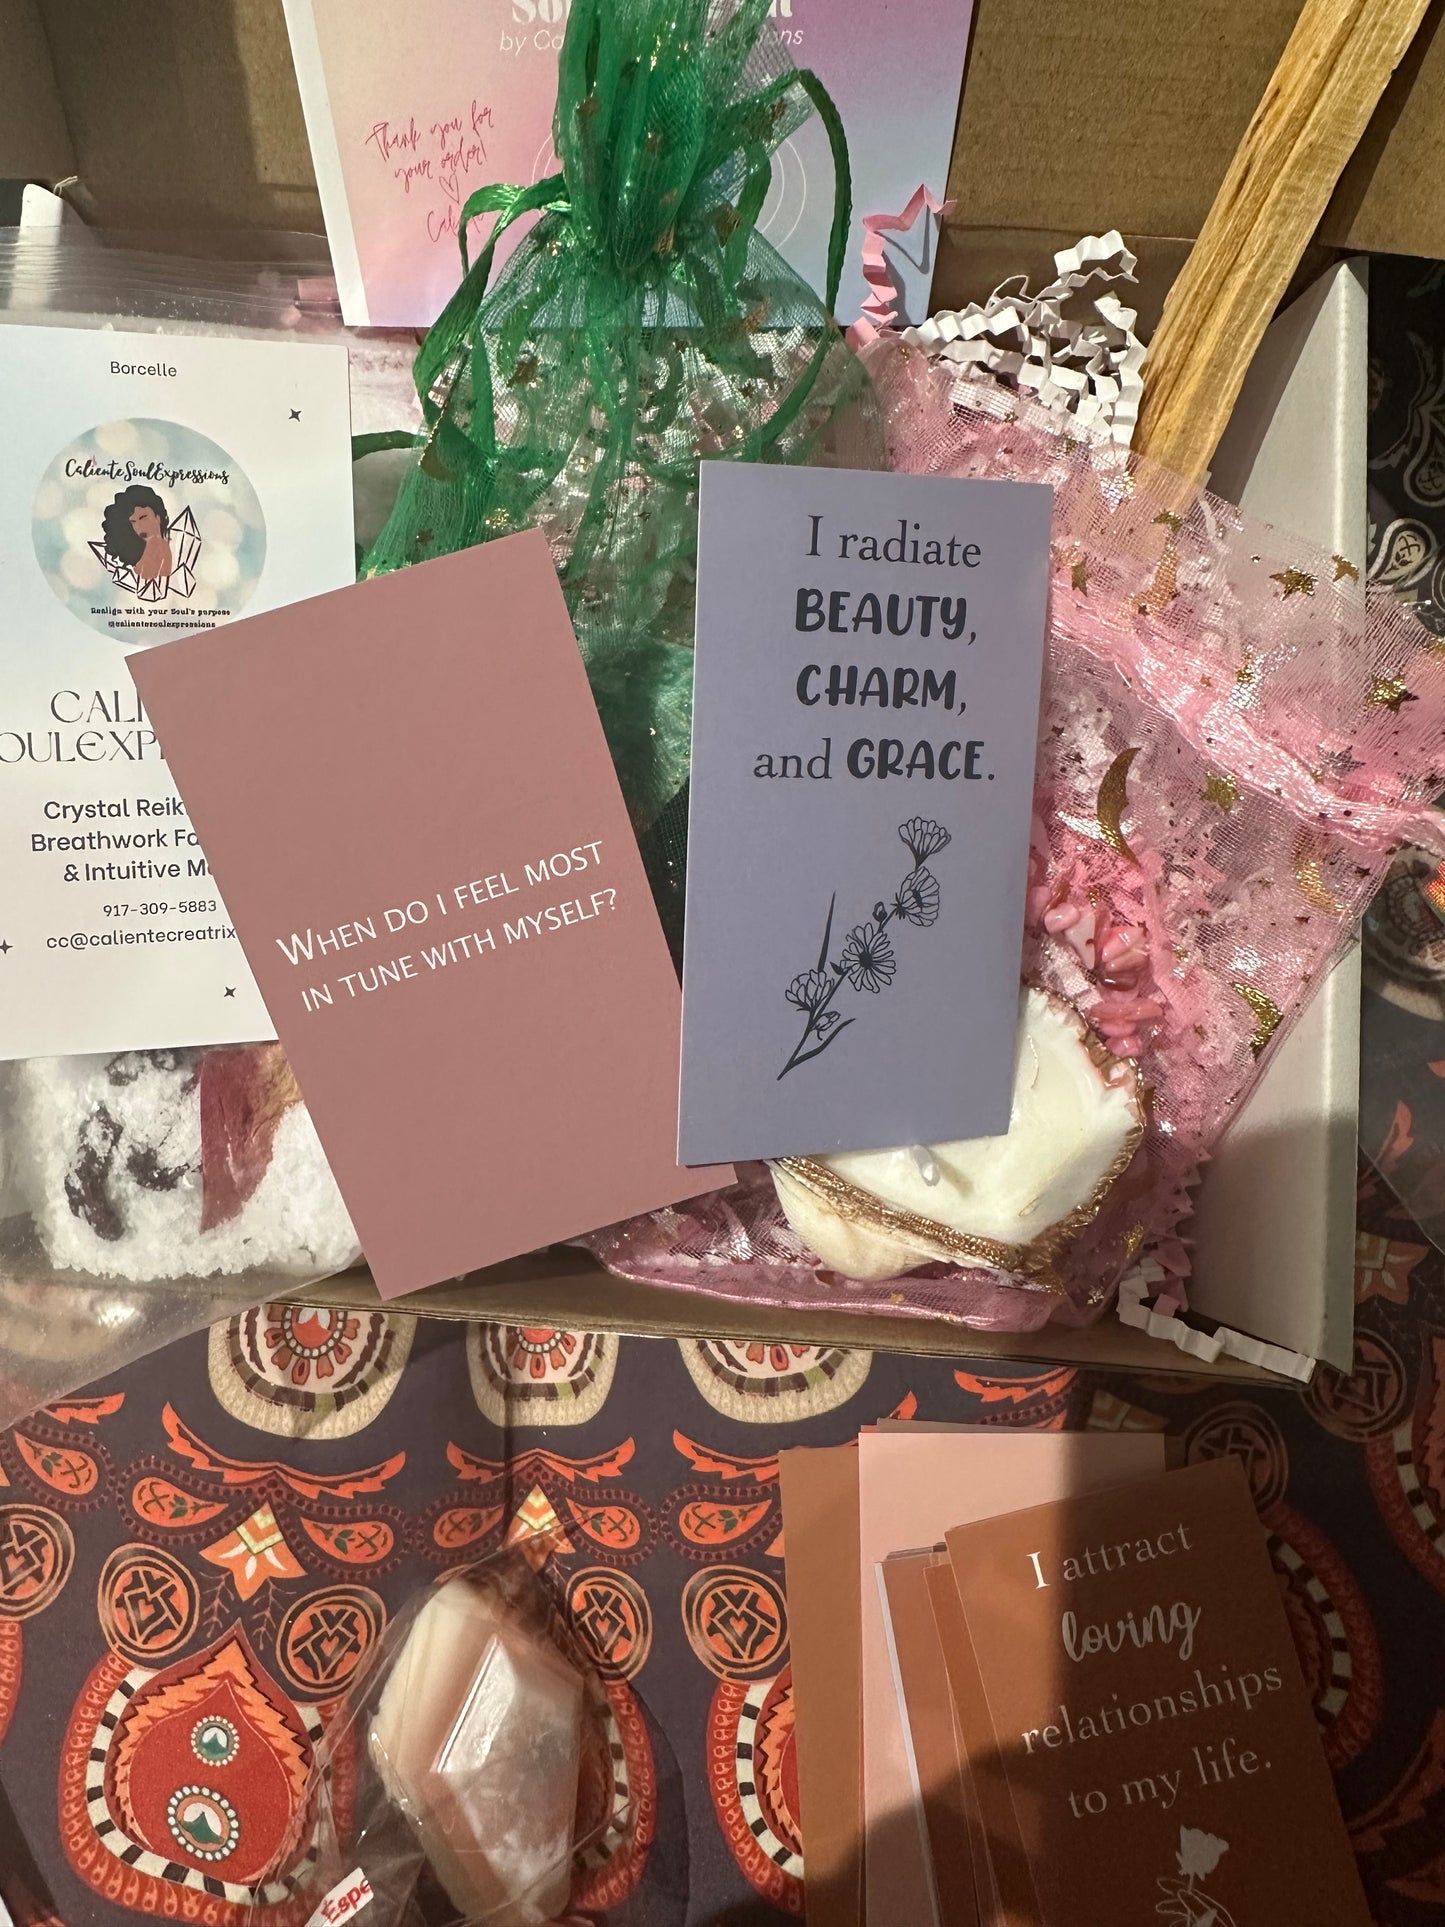 by
Thank you for
your order!
Borcelle
CalienteSoulExpressions
Realign with your Soul's purpose
@calientesoulexpressions
CALI
OULEXP
Crystal Reik
Breathwork Fa
& Intuitive M
917-309-5883
cc@calientecreatrix
WHEN DO I FEEL MOST
IN TUNE WITH MYSELF?
I radiate
BEAUTY,
CHARM,
and GRACE.
I attract
loving
relationships
to my life.
Espe